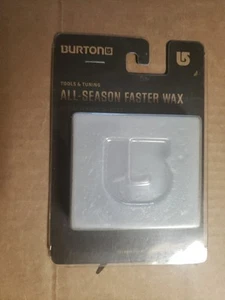 BURTON
TOOLS & TUNING
ALL-SEASON FASTER WAX